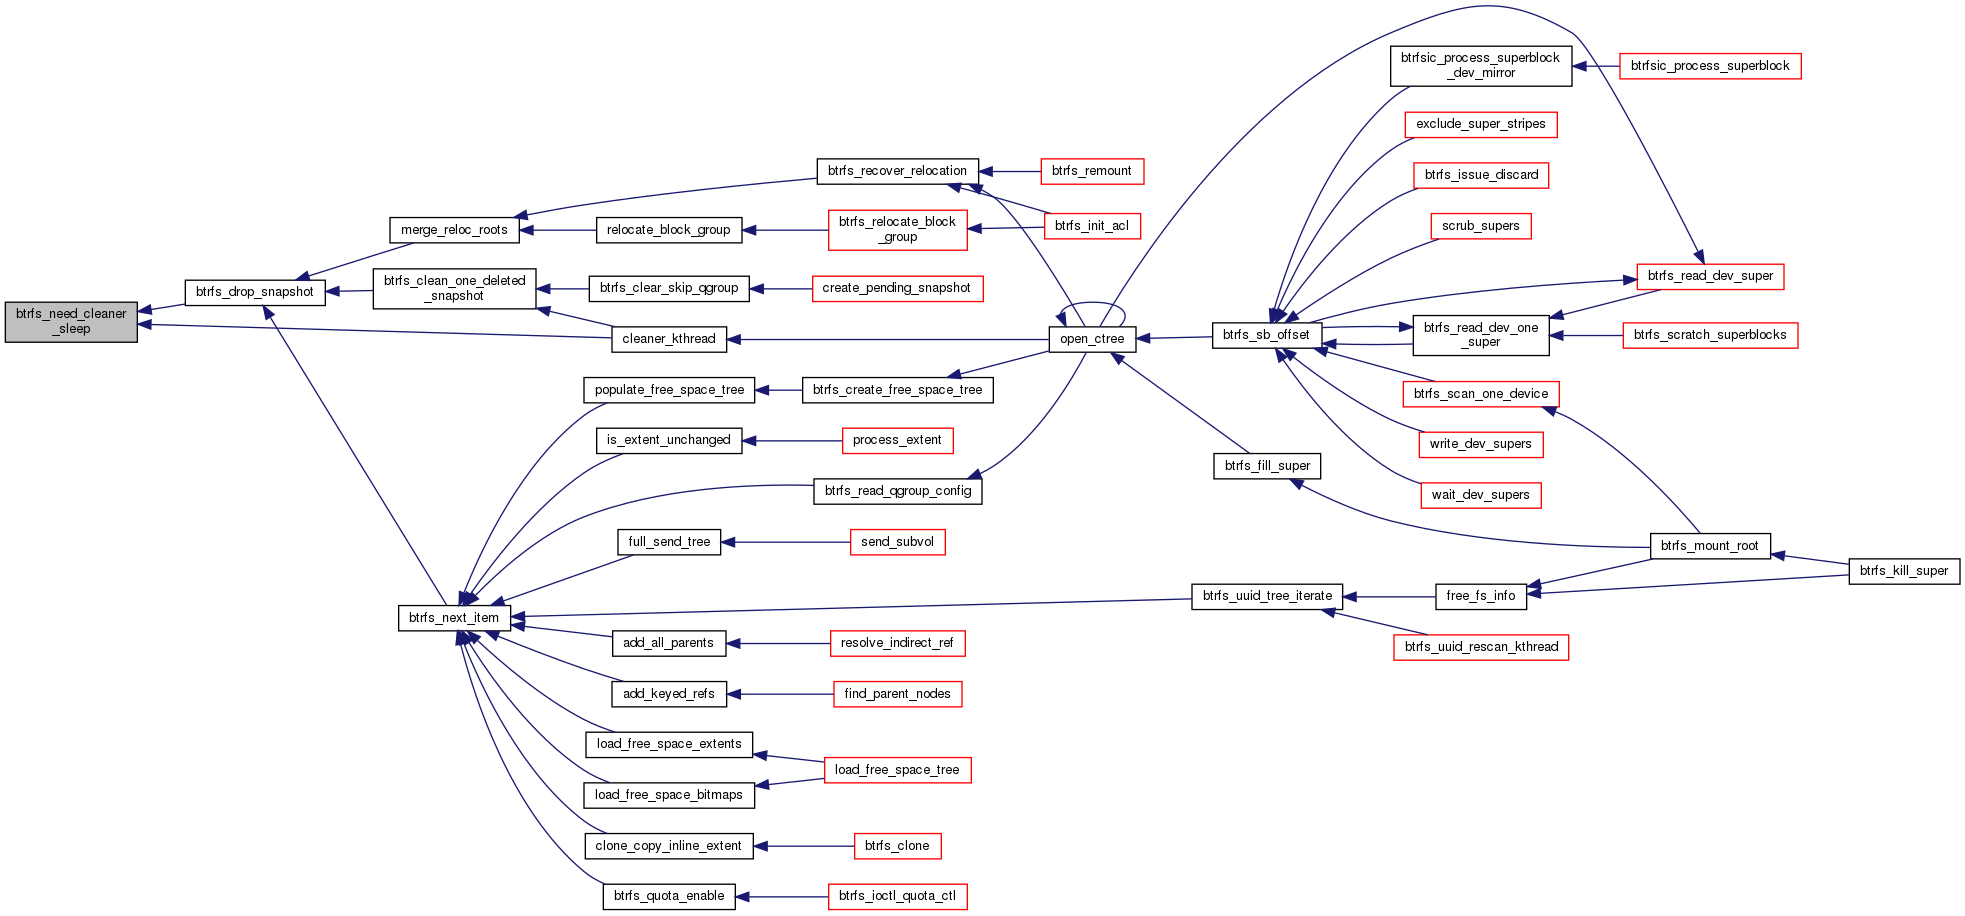 btrfs_need_cleaner
_sleep
btrfs_drop_snapshot
merge_reloc_roots
btrfs_clean_one_deleted
_snapshot
cleaner_kthread
btrfs_next_item
btrfs_recover_relocation
relocate_block_group
btrfs_clear_skip_qgroup
populate_free_space_tree
is_extent_unchanged
btrfs_read_qgroup_config
full_send_tree
add_all_parents
add_keyed_refs
load_free_space_extents
load_free_space_bitmaps
clone_copy_inline_extent
btrfs_quota_enable
btrfs_relocate_block
_group
create_pending_snapshot
btrfs_create_free_space_tree
process_extent
send_subvol
resolve_indirect_ref
find_parent_nodes
load_free_space_tree
btrfs_clone
btrfs_ioctl_quota_ctl
btrfs_remount
btrfs_init_acl
open_ctree
btrfs_sb_offset
btrfs_fill_super
btrfs_uuid_tree_iterate
btrfsic_process_superblock
_dev_mirror
exclude_super_stripes
btrfs_issue_discard
scrub_supers
btrfs_read_dev_one
_super
btrfs_scan_one_device
write_dev_supers
wait_dev_supers
free_fs_info
btrfs_uuid_rescan_kthread
btrfsic_process_superblock
btrfs_read_dev_super
btrfs_scratch_superblocks
btrfs_mount_root
btrfs_kill_super